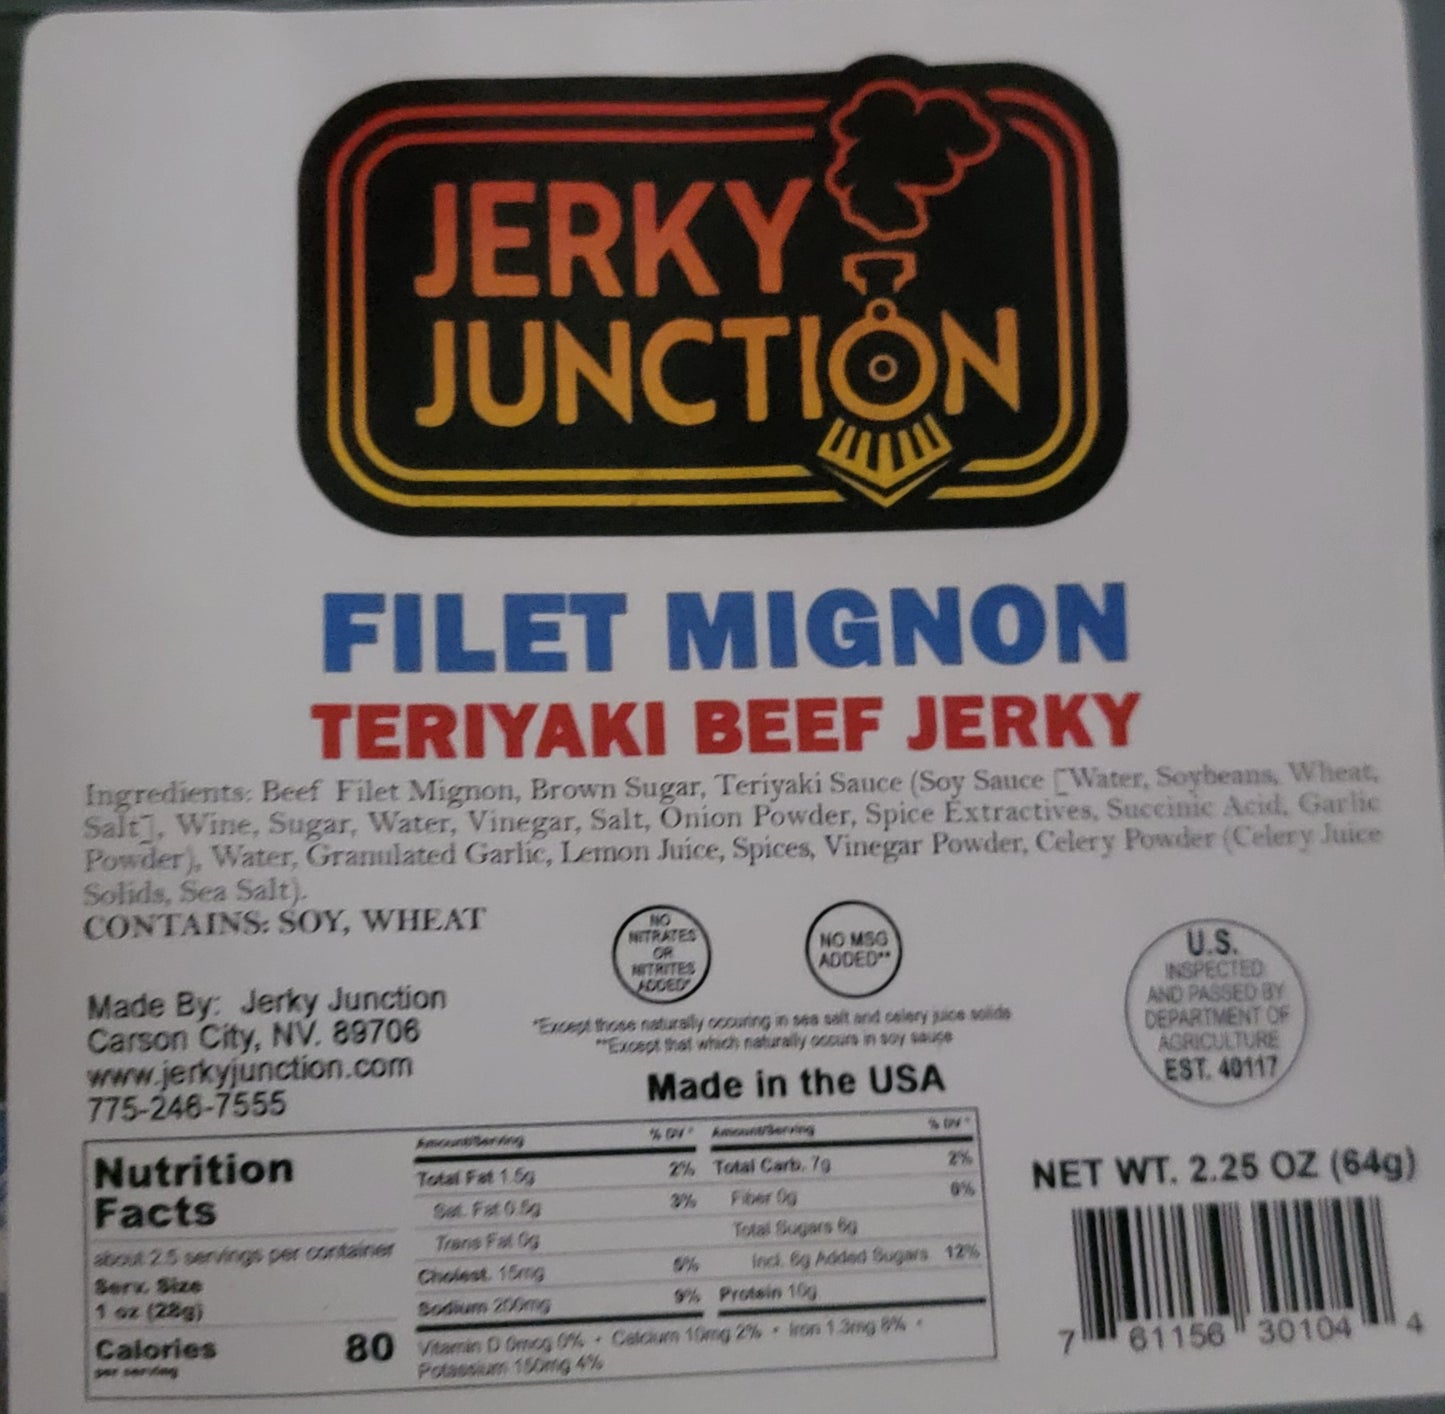 JERKY
JUNCTION
FILET MIGNON
TERIYAKI BEEF JERKY
Ingredients: Beef Filet Mignon, Brown Sugar, Teriyaki Sauce (Soy Sauce [Water, Soybeans, Wheat,
Salt], Wine, Sugar, Water, Vinegar, Salt, Onion Powder, Spice Extractives, Succinic Acid, Garlic
Powder), Water, Granulated Garlic, Lemon Juice, Spices, Vinegar Powder, Celery Powder (Celery Juice
Solids, Sea Salt).
CONTAINS: SOY, WHEAT
NO
NITRATES
OR
NITRITES
ADDED*
NO MSG
ADDED**
*Except those naturally occuring in sea salt and celery juice solids
**Except that which naturally occurs in soy sauce
Made in the USA
U.S.
INSPECTED
AND PASSED BY
DEPARTMENT OF
AGRICULTURE
EST. 40117
Made By: Jerky Junction
Carson City, NV. 89706
www.jerkyjunction.com
775-246-7555
Nutrition
Facts
about 2.5 servings per container
Serv. Size
1 oz (28g)
Calories 80
per serving
Amount/Serving % DV*
Total Fat 1.5g 2%
Sat. Fat 0.5g 3%
Trans Fat 0g
Cholest. 15mg 5%
Sodium 200mg 9%
Amount/Serving % DV*
Total Carb. 7g 2%
Fiber 0g 0%
Total Sugars 6g
Incl. 6g Added Sugars 12%
Protein 10g
Vitamin D 0mcg 0% • Calcium 10mg 2% • Iron 1.3mg 8% •
Potassium 150mg 4%
NET WT. 2.25 OZ (64g)
7 61156 30104 4